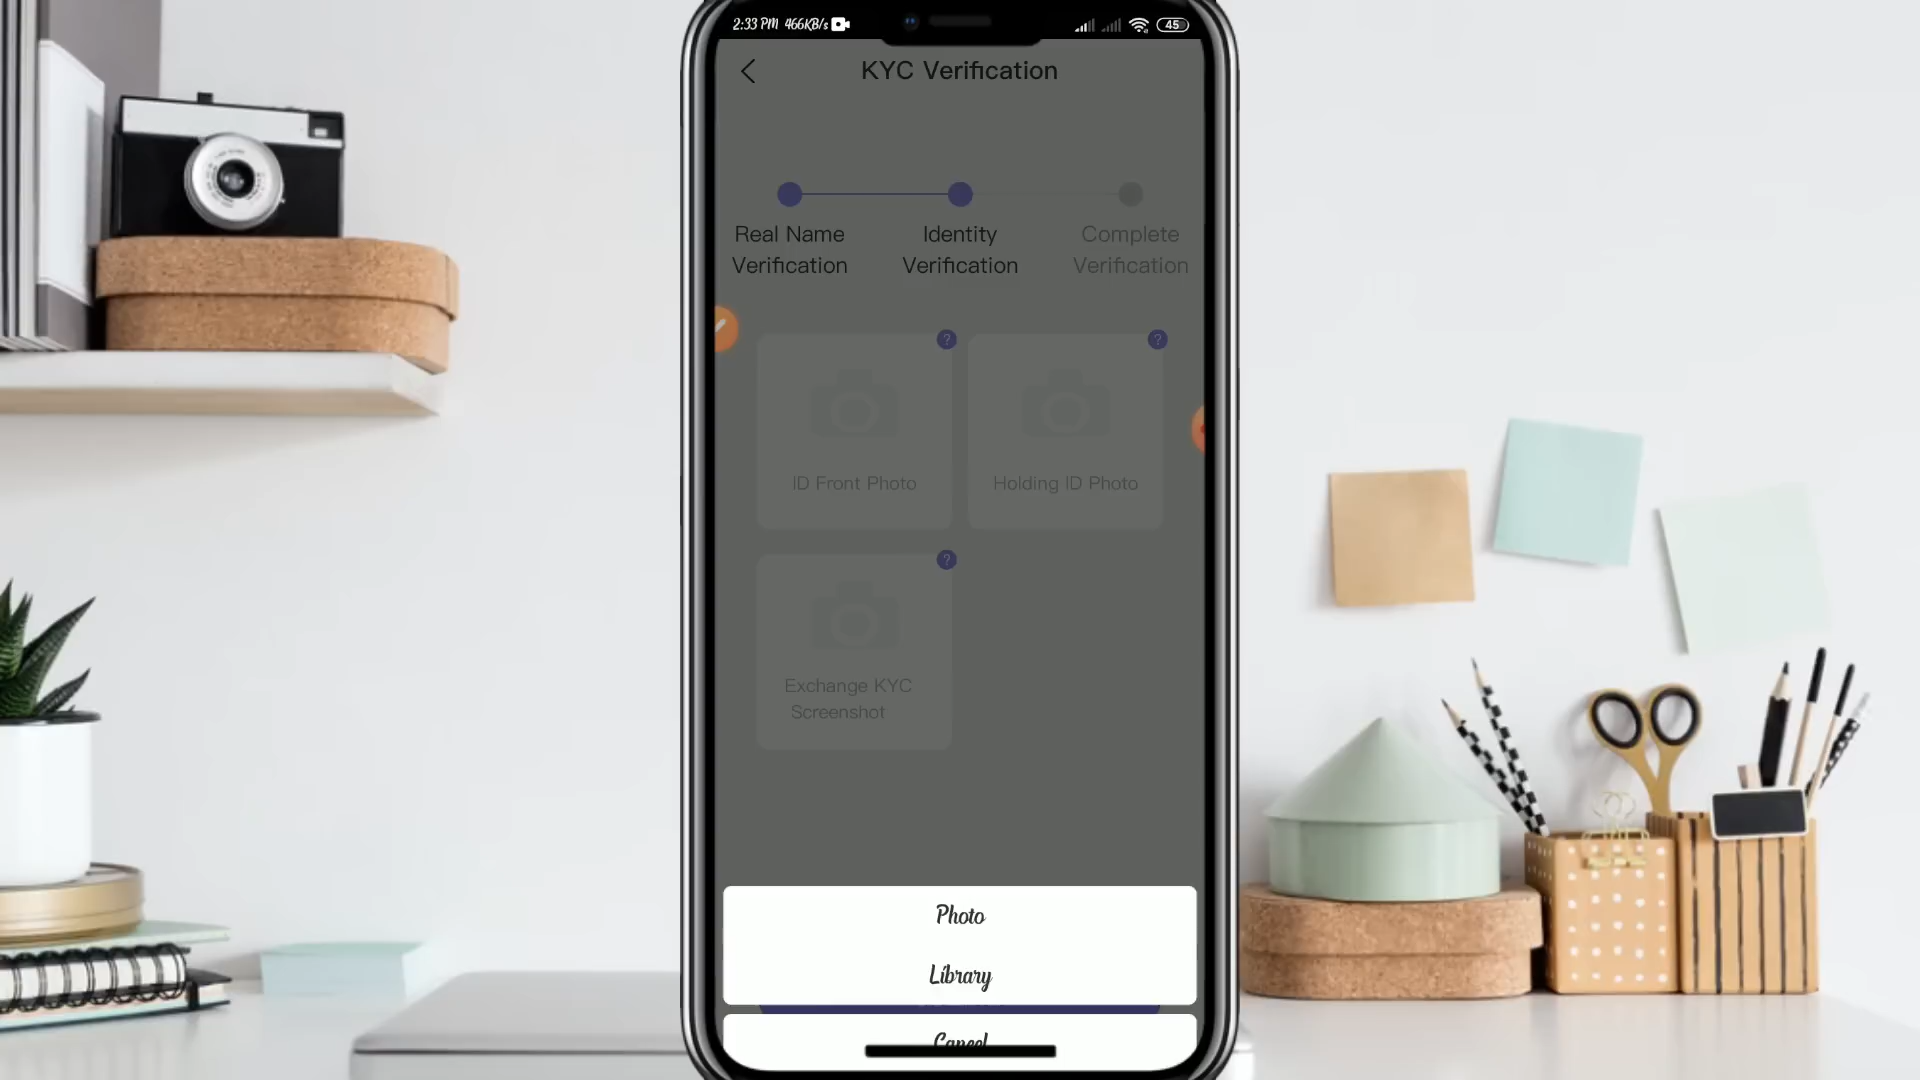 2:33 PM 466KB/s
45
KYC Verification
Real Name
Verification
Identity
Verification
Complete
Verification
?
?
ID Front Photo
Holding ID Photo
?
Exchange KYC
Screenshot
Photo
Library
Cancel